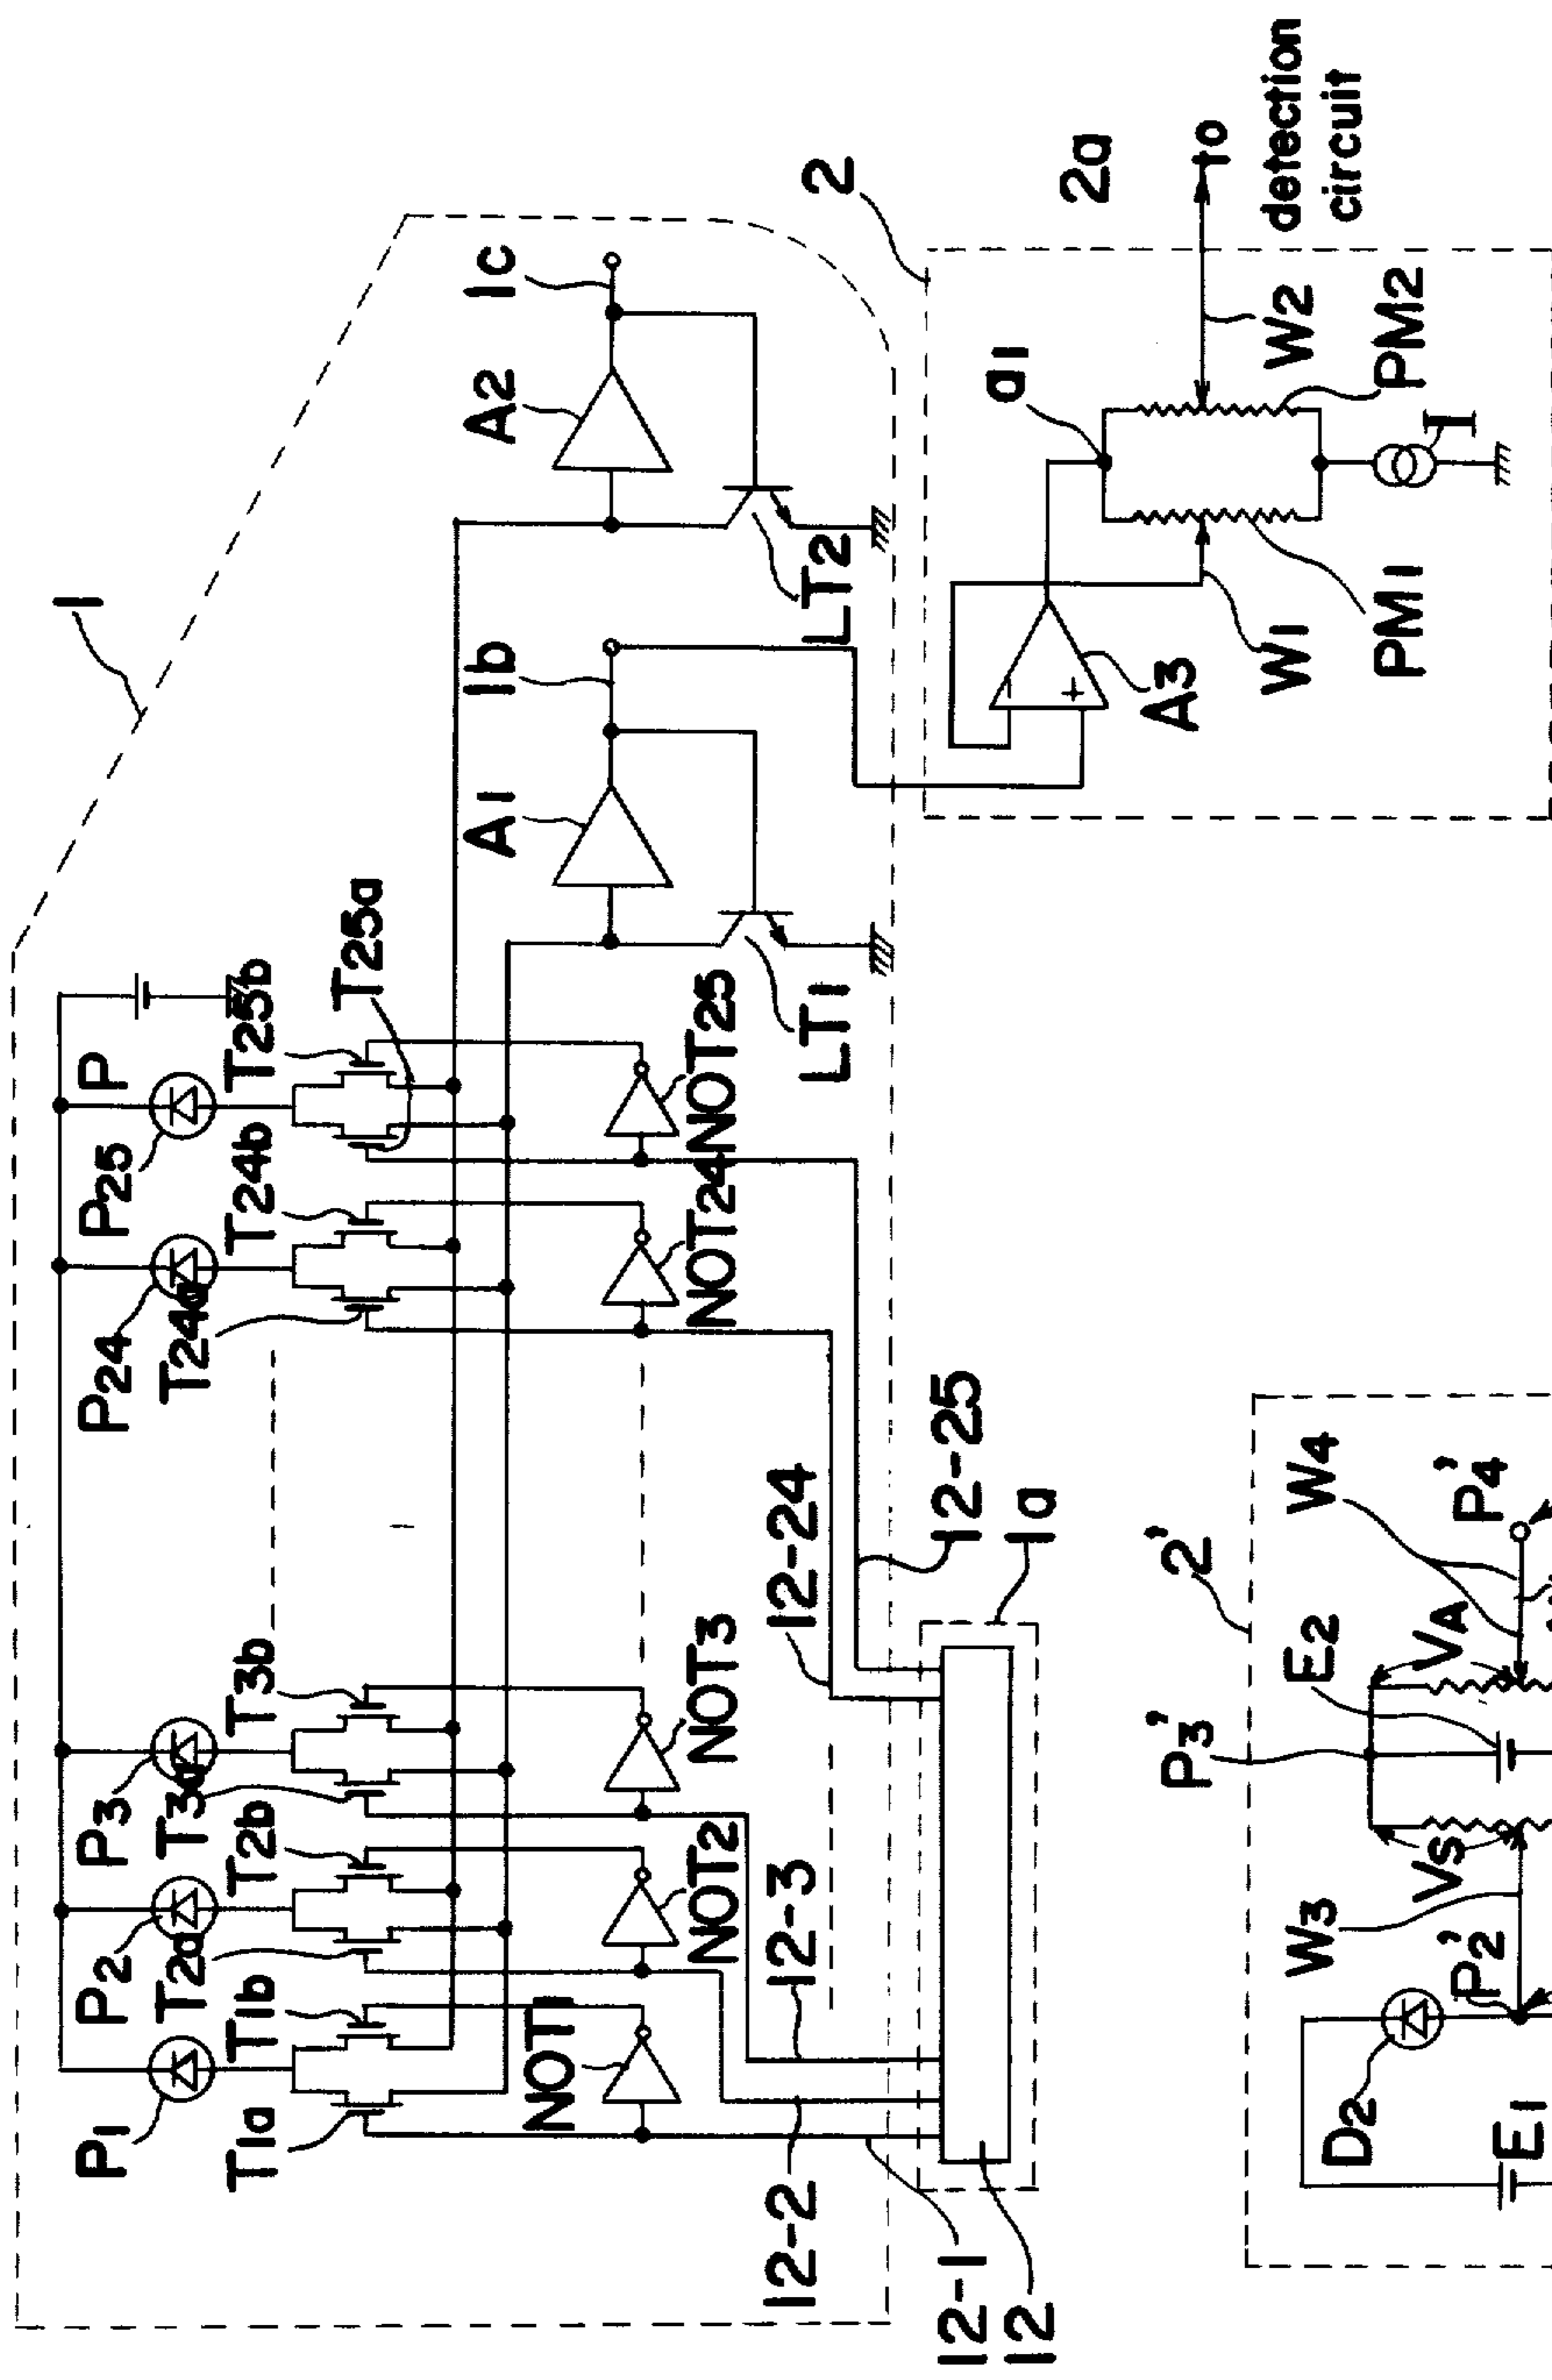 1
P1
P2
P3
P24
P25
P
T1a
T1b
T2a
T2b
T3a
T3b
T24a
T24b
T25b
T25a
NOT1
NOT2
NOT3
NOT24
NOT25
A1
1b
A2
1c
LT1
LT2
12-1
12-2
12-3
12-24
12-25
12
1a
2
a1
2a
to
detection
circuit
−
+
A3
W1
W2
PM1
PM2
I
2'
P3'
E2
VA
W4
P4'
VS
W3
P2'
D2
E1